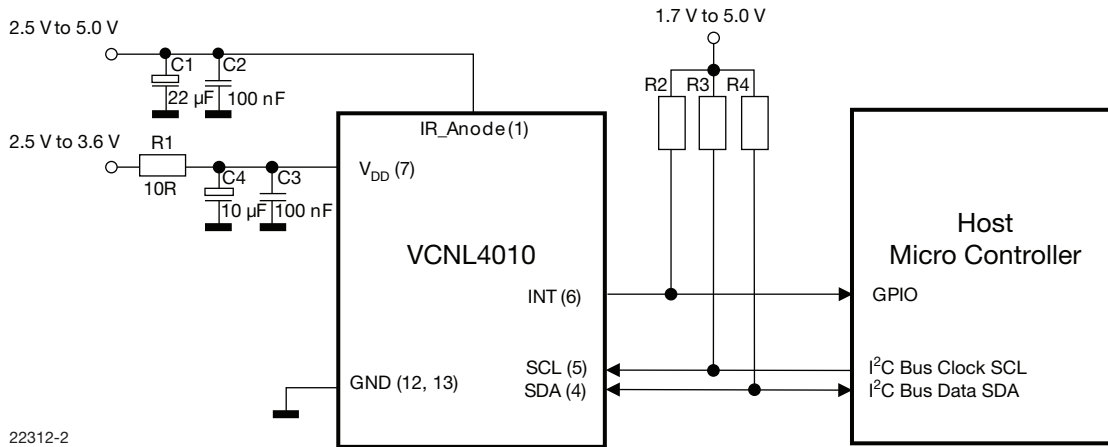 1.7 V to 5.0 V
2.5 V to 5.0 V
C1
C2
22 µF
100 nF
R2
R3
R4
IR_Anode (1)
2.5 V to 3.6 V
R1
10R
C4
C3
10 µF
100 nF
V_DD (7)
VCNL4010
Host
Micro Controller
INT (6)
GPIO
GND (12, 13)
SCL (5)
SDA (4)
I²C Bus Clock SCL
I²C Bus Data SDA
22312-2